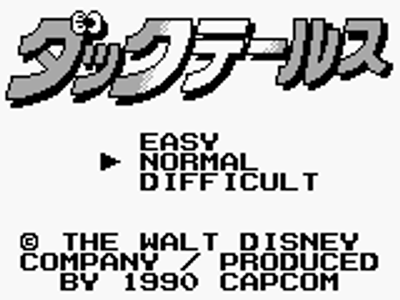 ダックテールス
EASY
NORMAL
DIFFICULT
© THE WALT DISNEY
COMPANY / PRODUCED
BY 1990 CAPCOM